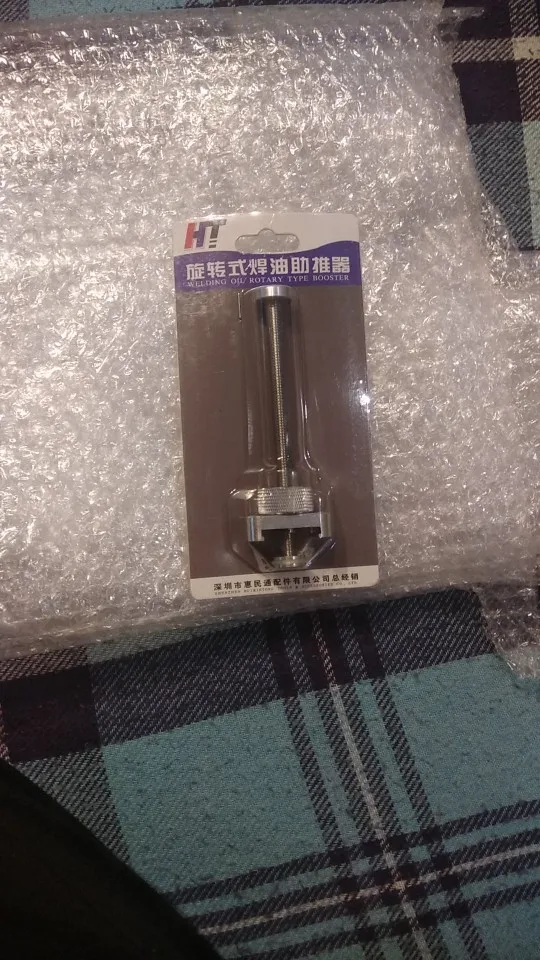 HT
旋转式焊油助推器
WELDING OIL/ ROTARY TYPE BOOSTER
深圳市惠民通配件有限公司总经销